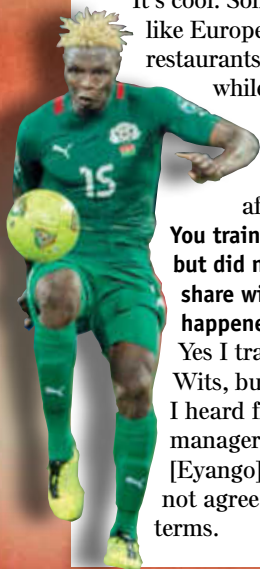 It's cool. Som
like Europe
restaurants
while
af
You train
but did n
share wi
happene
Yes I tra
Wits, bu
I heard f
manager
[Eyango]
not agree
terms.
15